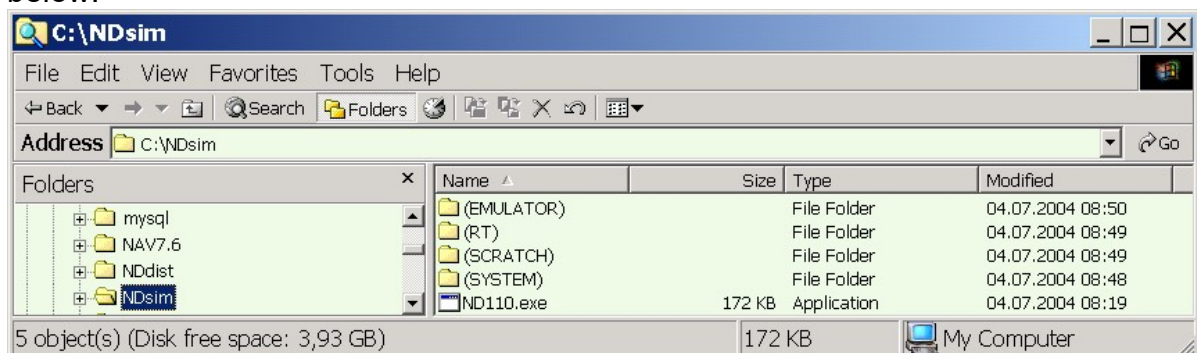 below:
C:\NDsim
File Edit View Favorites Tools Help
Back Search Folders
Address C:\NDsim Go
Folders Name Size Type Modified
mysql
NAV7.6
NDdist
NDsim
(EMULATOR) File Folder 04.07.2004 08:50
(RT) File Folder 04.07.2004 08:49
(SCRATCH) File Folder 04.07.2004 08:49
(SYSTEM) File Folder 04.07.2004 08:48
ND110.exe 172 KB Application 04.07.2004 08:19
5 object(s) (Disk free space: 3,93 GB) 172 KB My Computer